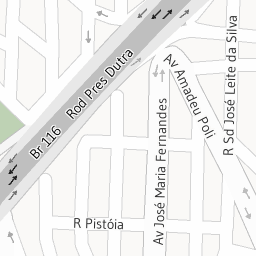 Br 116
Rod Pres Dutra
Av Amadeu Poli
R Sd José Leite da Silva
Av José Maria Fernandes
R Pistóia